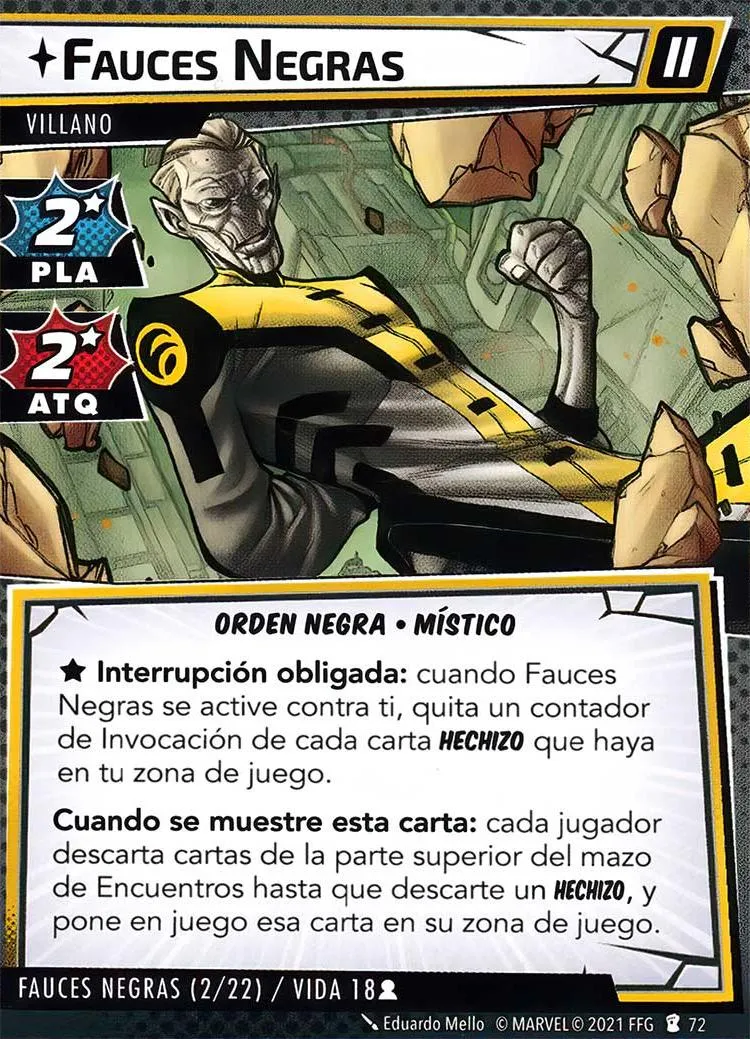 FAUCES NEGRAS
II
VILLANO
2★
PLA
2★
ATQ
ORDEN NEGRA • MÍSTICO
★ Interrupción obligada: cuando Fauces
Negras se active contra ti, quita un contador
de Invocación de cada carta HECHIZO que haya
en tu zona de juego.
Cuando se muestre esta carta: cada jugador
descarta cartas de la parte superior del mazo
de Encuentros hasta que descarte un HECHIZO, y
pone en juego esa carta en su zona de juego.
FAUCES NEGRAS (2/22) / VIDA 18
Eduardo Mello © MARVEL © 2021 FFG 72